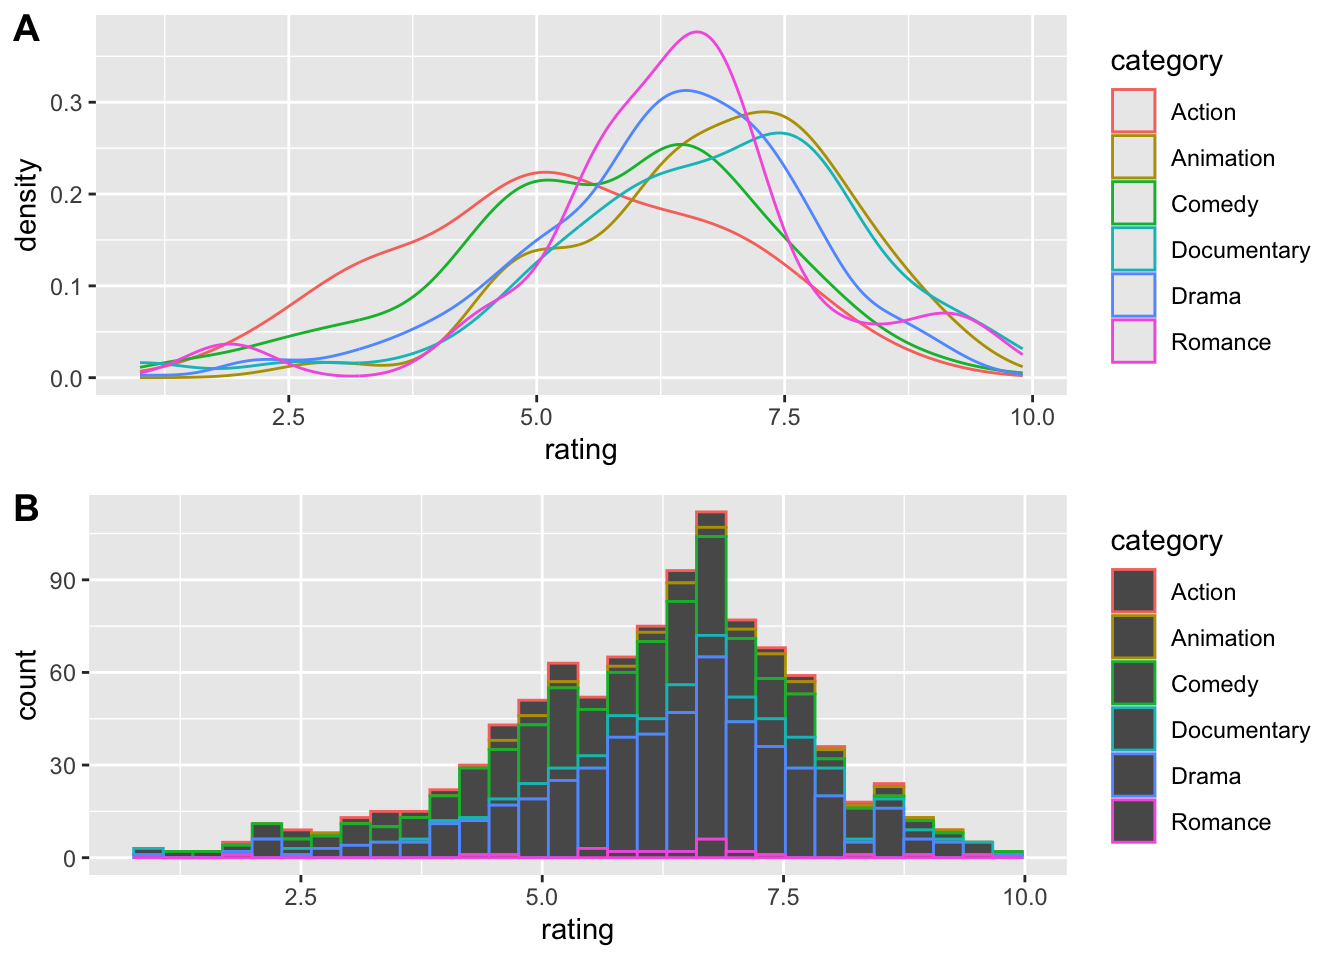 A
density
0.3
0.2
0.1
0.0
2.5 5.0 7.5 10.0
rating
category
Action
Animation
Comedy
Documentary
Drama
Romance
B
count
90
60
30
0
2.5 5.0 7.5 10.0
rating
category
Action
Animation
Comedy
Documentary
Drama
Romance